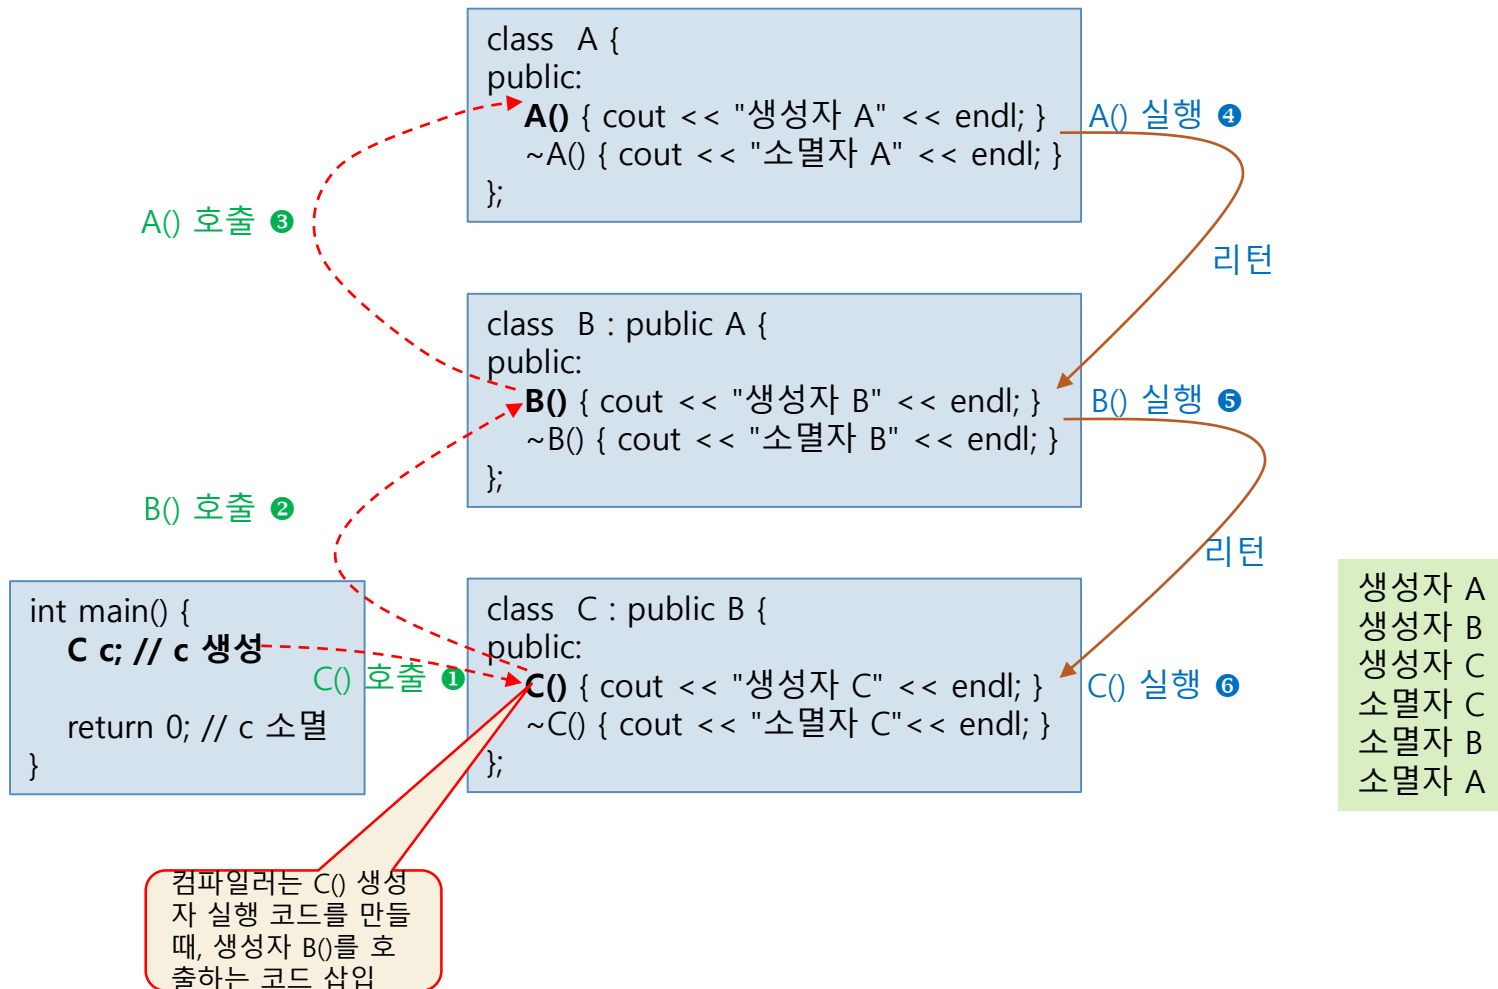 class  A {
public:
A() { cout << "생성자 A" << endl; }
~A() { cout << "소멸자 A" << endl; }
};
A() 실행 ❹
A() 호출 ❸
리턴
class  B : public A {
public:
B() { cout << "생성자 B" << endl; }
~B() { cout << "소멸자 B" << endl; }
};
B() 실행 ❺
B() 호출 ❷
리턴
int main() {
C c; // c 생성
return 0; // c 소멸
}
C() 호출 ❶
class  C : public B {
public:
C() { cout << "생성자 C" << endl; }
~C() { cout << "소멸자 C"<< endl; }
};
C() 실행 ❻
생성자 A
생성자 B
생성자 C
소멸자 C
소멸자 B
소멸자 A
컴파일러는 C() 생성
자 실행 코드를 만들
때, 생성자 B()를 호
출하는 코드 삽입